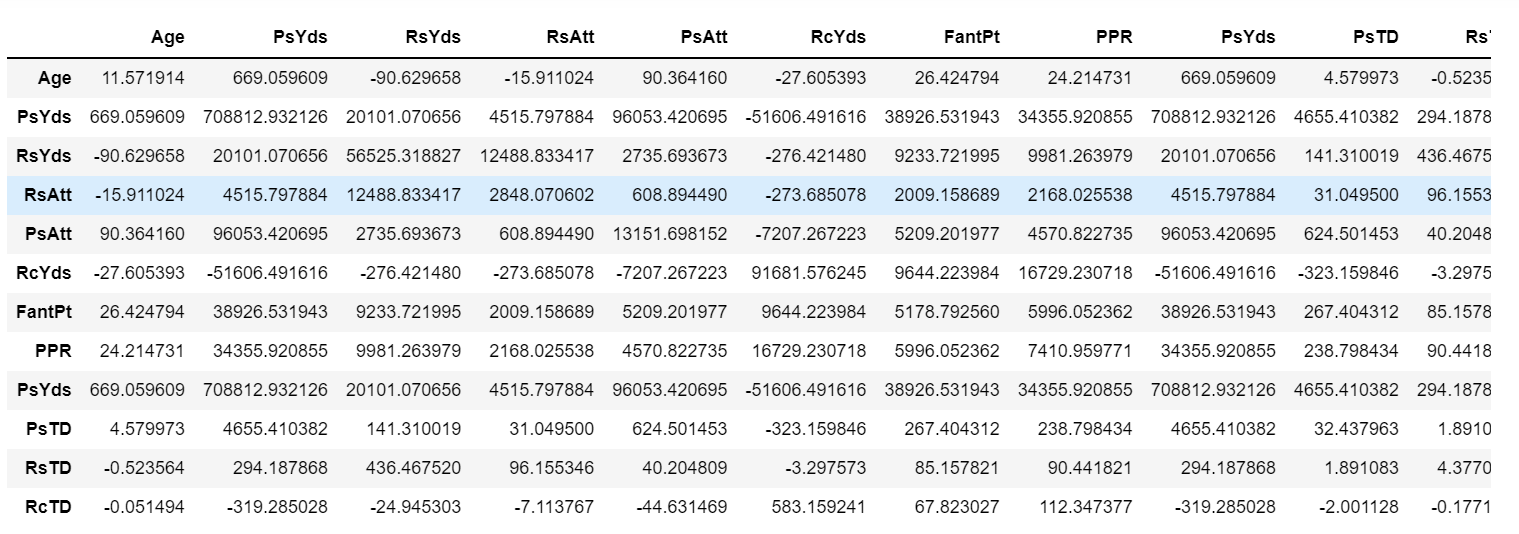 Age PsYds RsYds RsAtt PsAtt RcYds FantPt PPR PsYds PsTD Rs
Age 11.571914 669.059609 -90.629658 -15.911024 90.364160 -27.605393 26.424794 24.214731 669.059609 4.579973 -0.5235
PsYds 669.059609 708812.932126 20101.070656 4515.797884 96053.420695 -51606.491616 38926.531943 34355.920855 708812.932126 4655.410382 294.1878
RsYds -90.629658 20101.070656 56525.318827 12488.833417 2735.693673 -276.421480 9233.721995 9981.263979 20101.070656 141.310019 436.4675
RsAtt -15.911024 4515.797884 12488.833417 2848.070602 608.894490 -273.685078 2009.158689 2168.025538 4515.797884 31.049500 96.1553
PsAtt 90.364160 96053.420695 2735.693673 608.894490 13151.698152 -7207.267223 5209.201977 4570.822735 96053.420695 624.501453 40.2048
RcYds -27.605393 -51606.491616 -276.421480 -273.685078 -7207.267223 91681.576245 9644.223984 16729.230718 -51606.491616 -323.159846 -3.2975
FantPt 26.424794 38926.531943 9233.721995 2009.158689 5209.201977 9644.223984 5178.792560 5996.052362 38926.531943 267.404312 85.1578
PPR 24.214731 34355.920855 9981.263979 2168.025538 4570.822735 16729.230718 5996.052362 7410.959771 34355.920855 238.798434 90.4418
PsYds 669.059609 708812.932126 20101.070656 4515.797884 96053.420695 -51606.491616 38926.531943 34355.920855 708812.932126 4655.410382 294.1878
PsTD 4.579973 4655.410382 141.310019 31.049500 624.501453 -323.159846 267.404312 238.798434 4655.410382 32.437963 1.8910
RsTD -0.523564 294.187868 436.467520 96.155346 40.204809 -3.297573 85.157821 90.441821 294.187868 1.891083 4.3770
RcTD -0.051494 -319.285028 -24.945303 -7.113767 -44.631469 583.159241 67.823027 112.347377 -319.285028 -2.001128 -0.1771